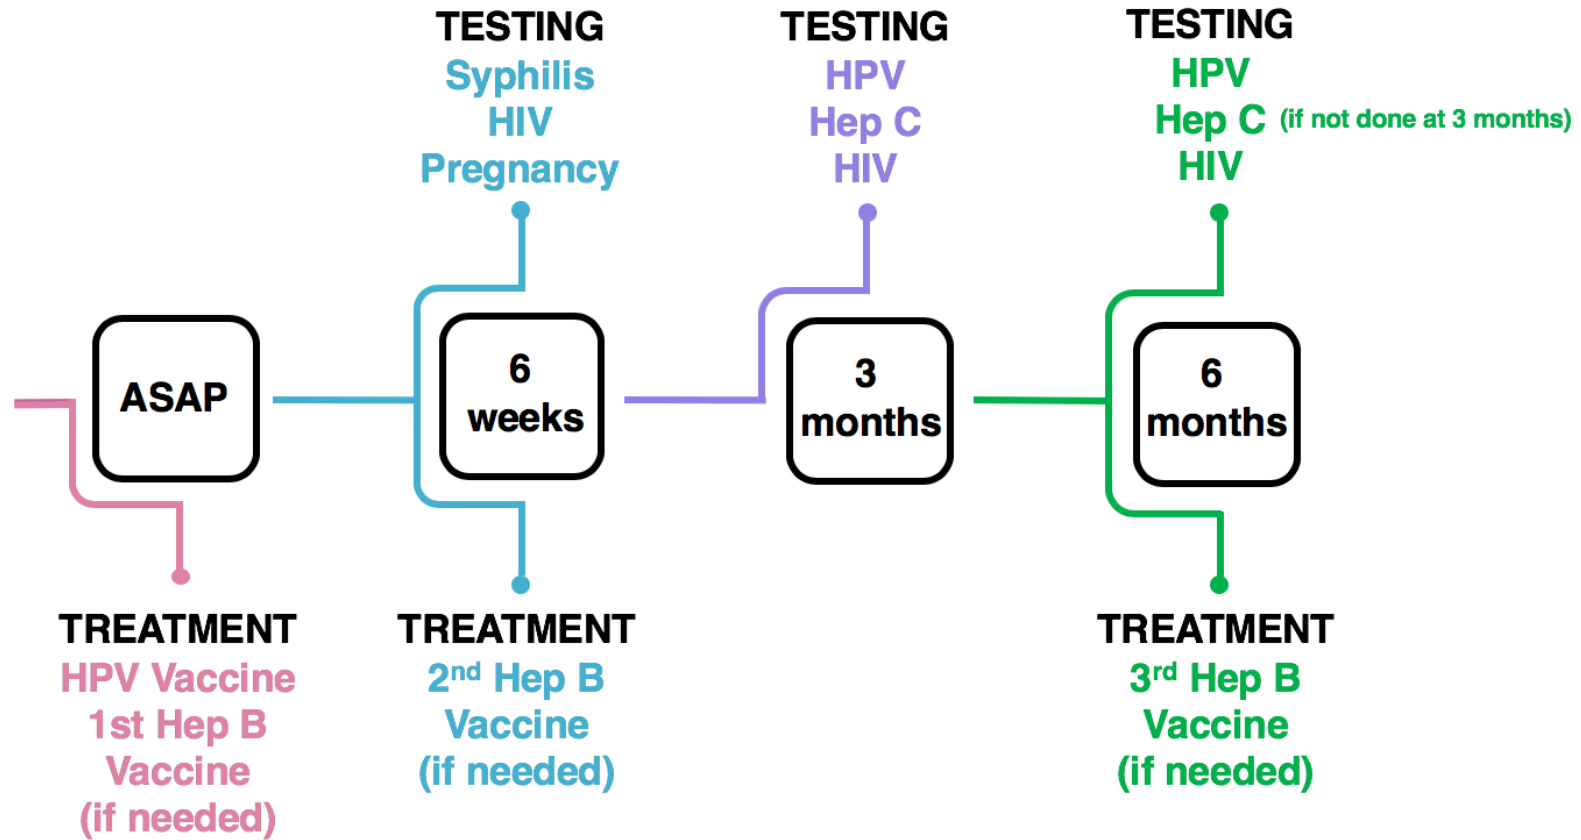 TESTING
Syphilis
HIV
Pregnancy
TESTING
HPV
Hep C
HIV
TESTING
HPV
Hep C (if not done at 3 months)
HIV
ASAP
6
weeks
3
months
6
months
TREATMENT
HPV Vaccine
1st Hep B
Vaccine
(if needed)
TREATMENT
2nd Hep B
Vaccine
(if needed)
TREATMENT
3rd Hep B
Vaccine
(if needed)